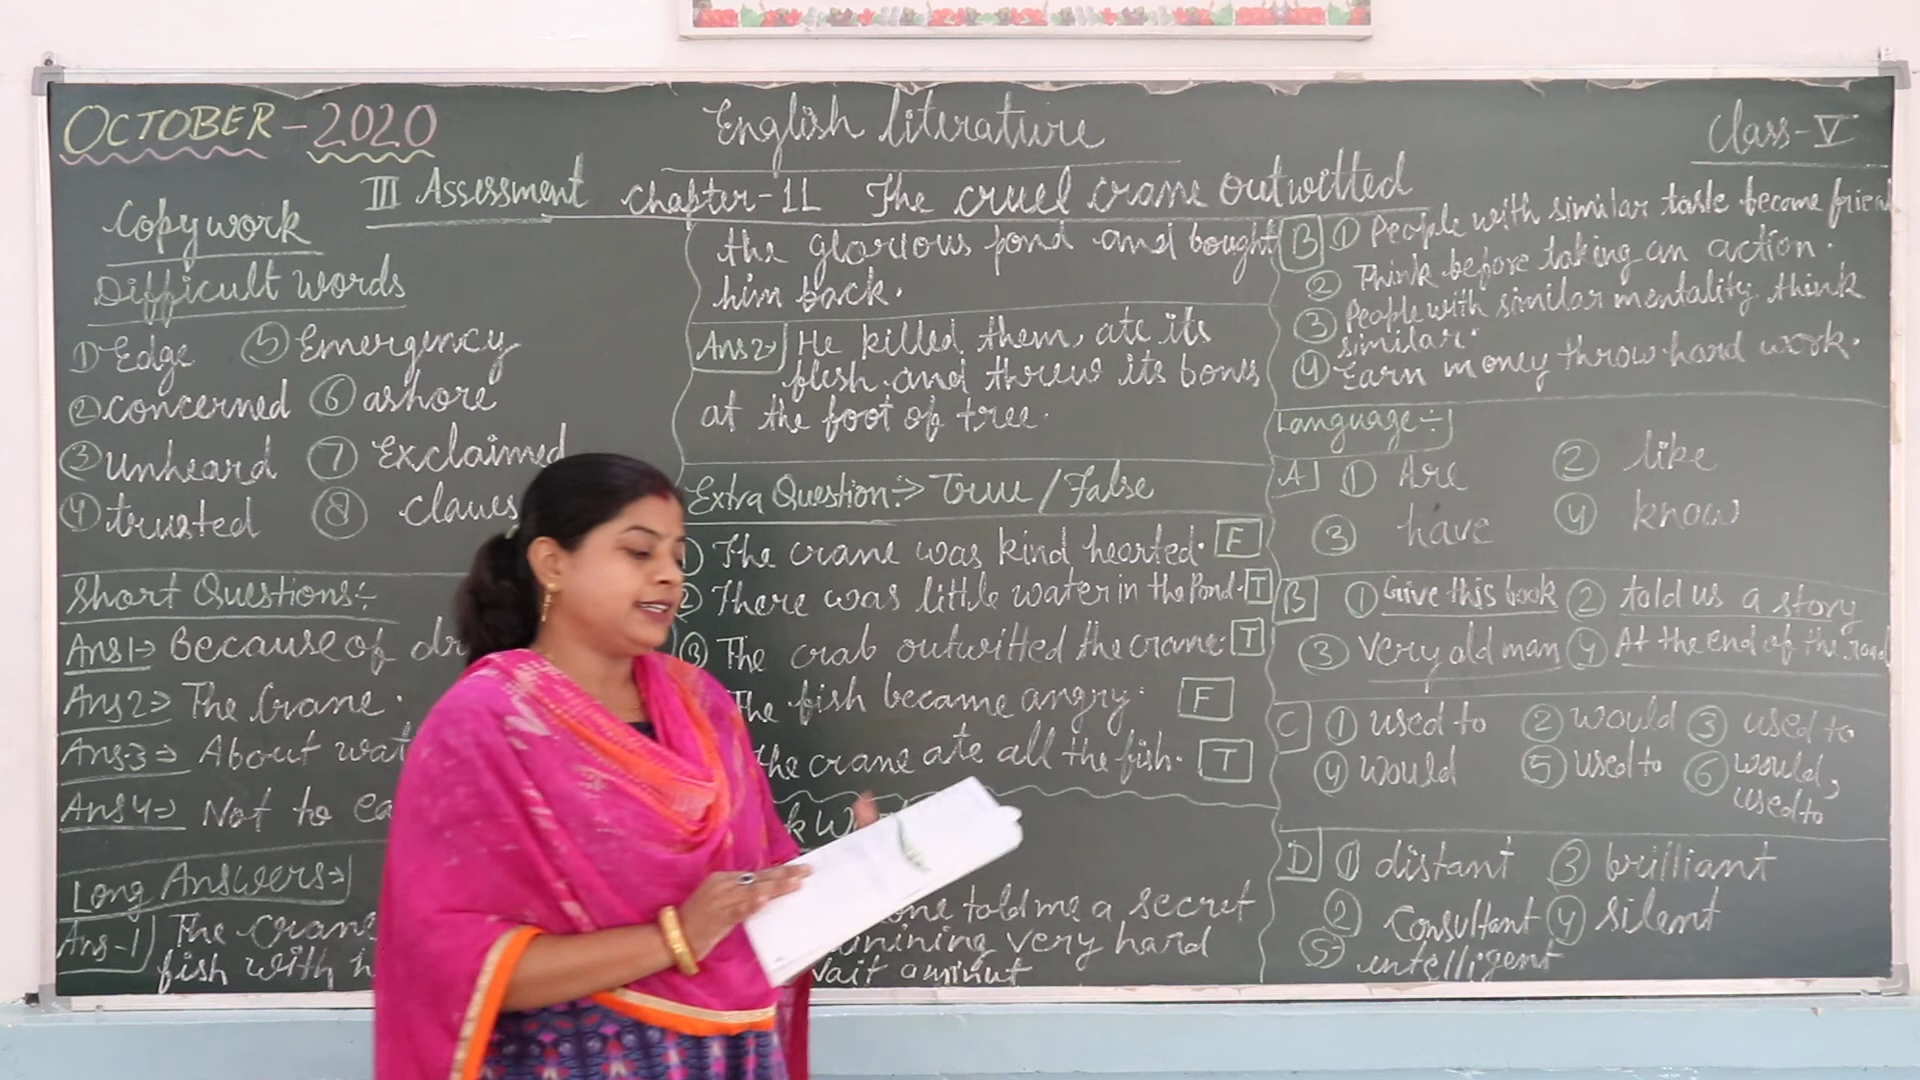 OCTOBER - 2020
English literature
Class - V
III Assessment Chapter-11 The cruel crane outwitted
Copy work
Difficult words
① Edge ⑤ Emergency
② concerned ⑥ ashore
③ unheard ⑦ Exclaimed
④ trusted ⑧ claws
Short Questions:-
Ans1→ Because of
Ans2→ The Crane.
Ans3→ About
Ans4→ Not to
Long Answers→
Ans-1 The crane
fish with
the glorious pond and bought
him back.
Ans2→ He killed them, ate its
flesh and threw its bones
at the foot of tree.
Extra Question:→ True / False
① The crane was kind hearted. F
② There was little water in the Pond. T
③ The crab outwitted the crane. T
The fish became angry. F
The crane ate all the fish. T
told me a secret
very hard
wait a minut
B ① People with similar taste become
② Think before taking an action.
③ People with similar mentality think
similar.
④ Earn money throw hard work.
Language:-
A ① Are ② like
③ have ④ know
B ① Give this book ② told us a story
③ Very old man ④ At the end of the road
C ① used to ② would ③ used to
④ would ⑤ used to ⑥ would,
used to
D ① distant ③ brilliant
② Consultant ④ silent
⑤ intelligent